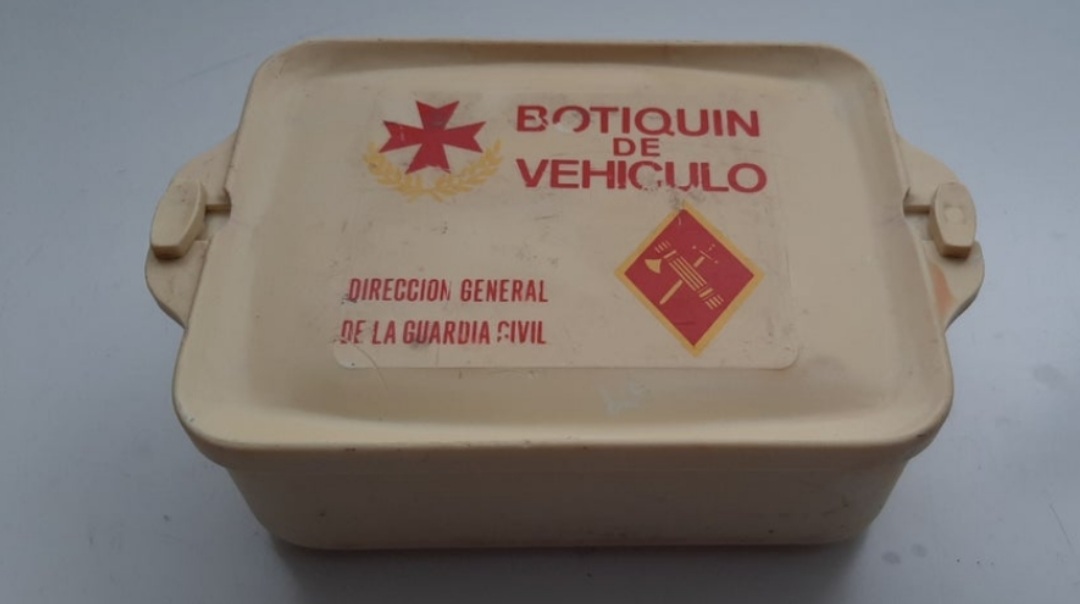 BOTIQUIN
DE
VEHICULO
DIRECCION GENERAL
DE LA GUARDIA CIVIL